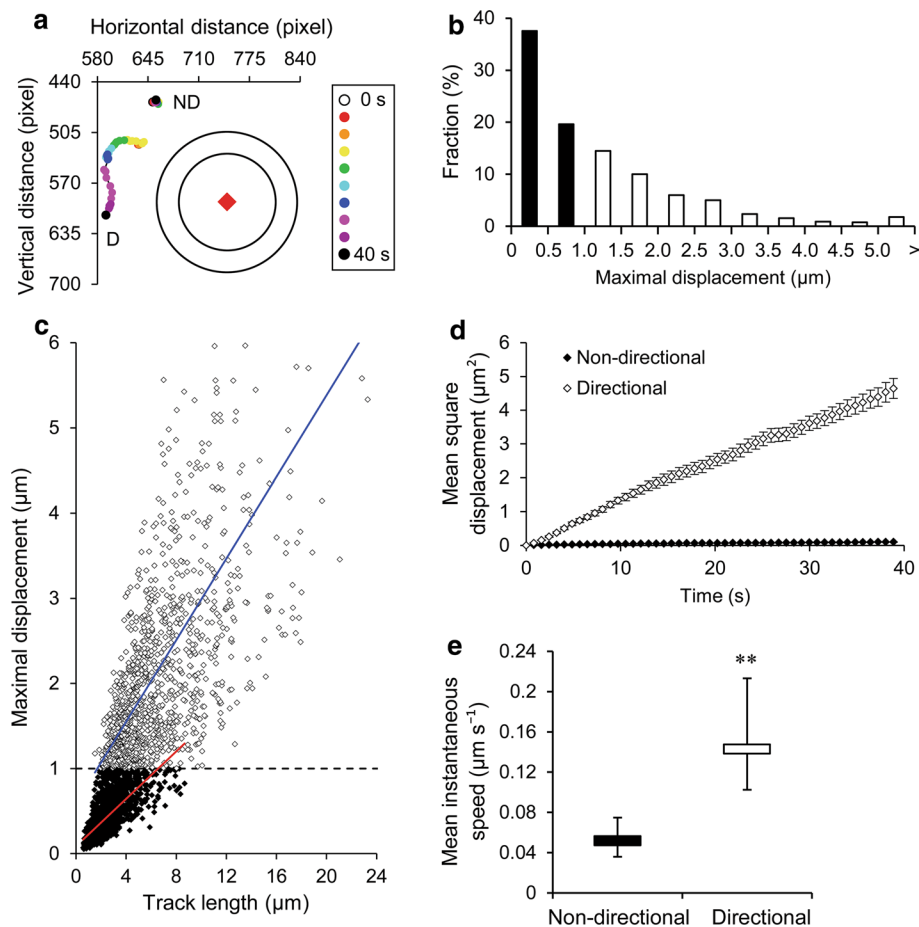 a
Horizontal distance (pixel)
580 645 710 775 840
Vertical distance (pixel)
440
505
570
635
700
ND
D
0 s
40 s
b
Fraction (%)
40
30
20
10
0
0 0.5 1.0 1.5 2.0 2.5 3.0 3.5 4.0 4.5 5.0 >
Maximal displacement (µm)
c
Maximal displacement (µm)
6
5
4
3
2
1
0
0 4 8 12 16 20 24
Track length (µm)
d
Mean square
displacement (µm²)
6
5
4
3
2
1
0
Non-directional
Directional
0 10 20 30 40
Time (s)
e
Mean instantaneous
speed (µm s⁻¹)
0.24
0.2
0.16
0.12
0.08
0.04
0
**
Non-directional Directional